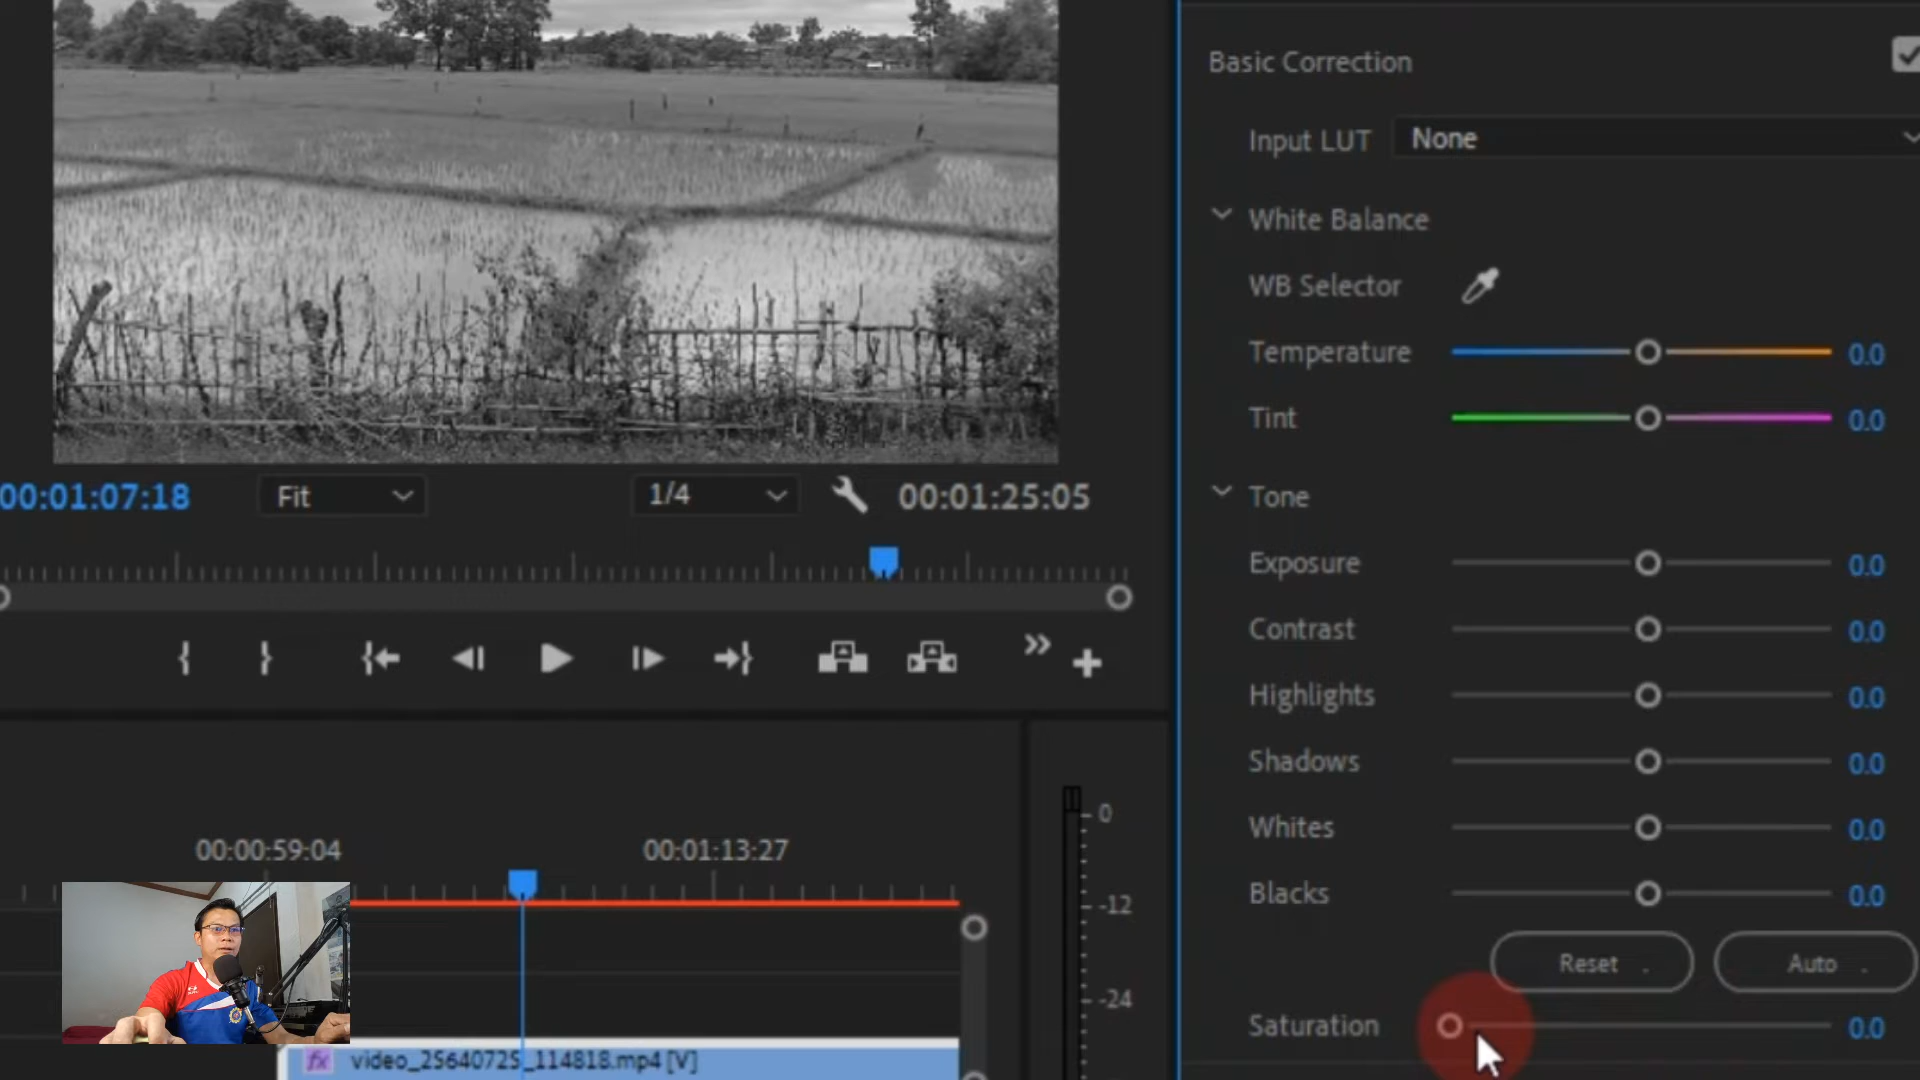 00:01:07:18
Fit
1/4
00:01:25:05
00:00:59:04
00:01:13:27
fx video_25640725_114818.mp4 [V]
0
-12
-24
Basic Correction
Input LUT None
White Balance
WB Selector
Temperature 0.0
Tint 0.0
Tone
Exposure 0.0
Contrast 0.0
Highlights 0.0
Shadows 0.0
Whites 0.0
Blacks 0.0
Reset Auto
Saturation 0.0